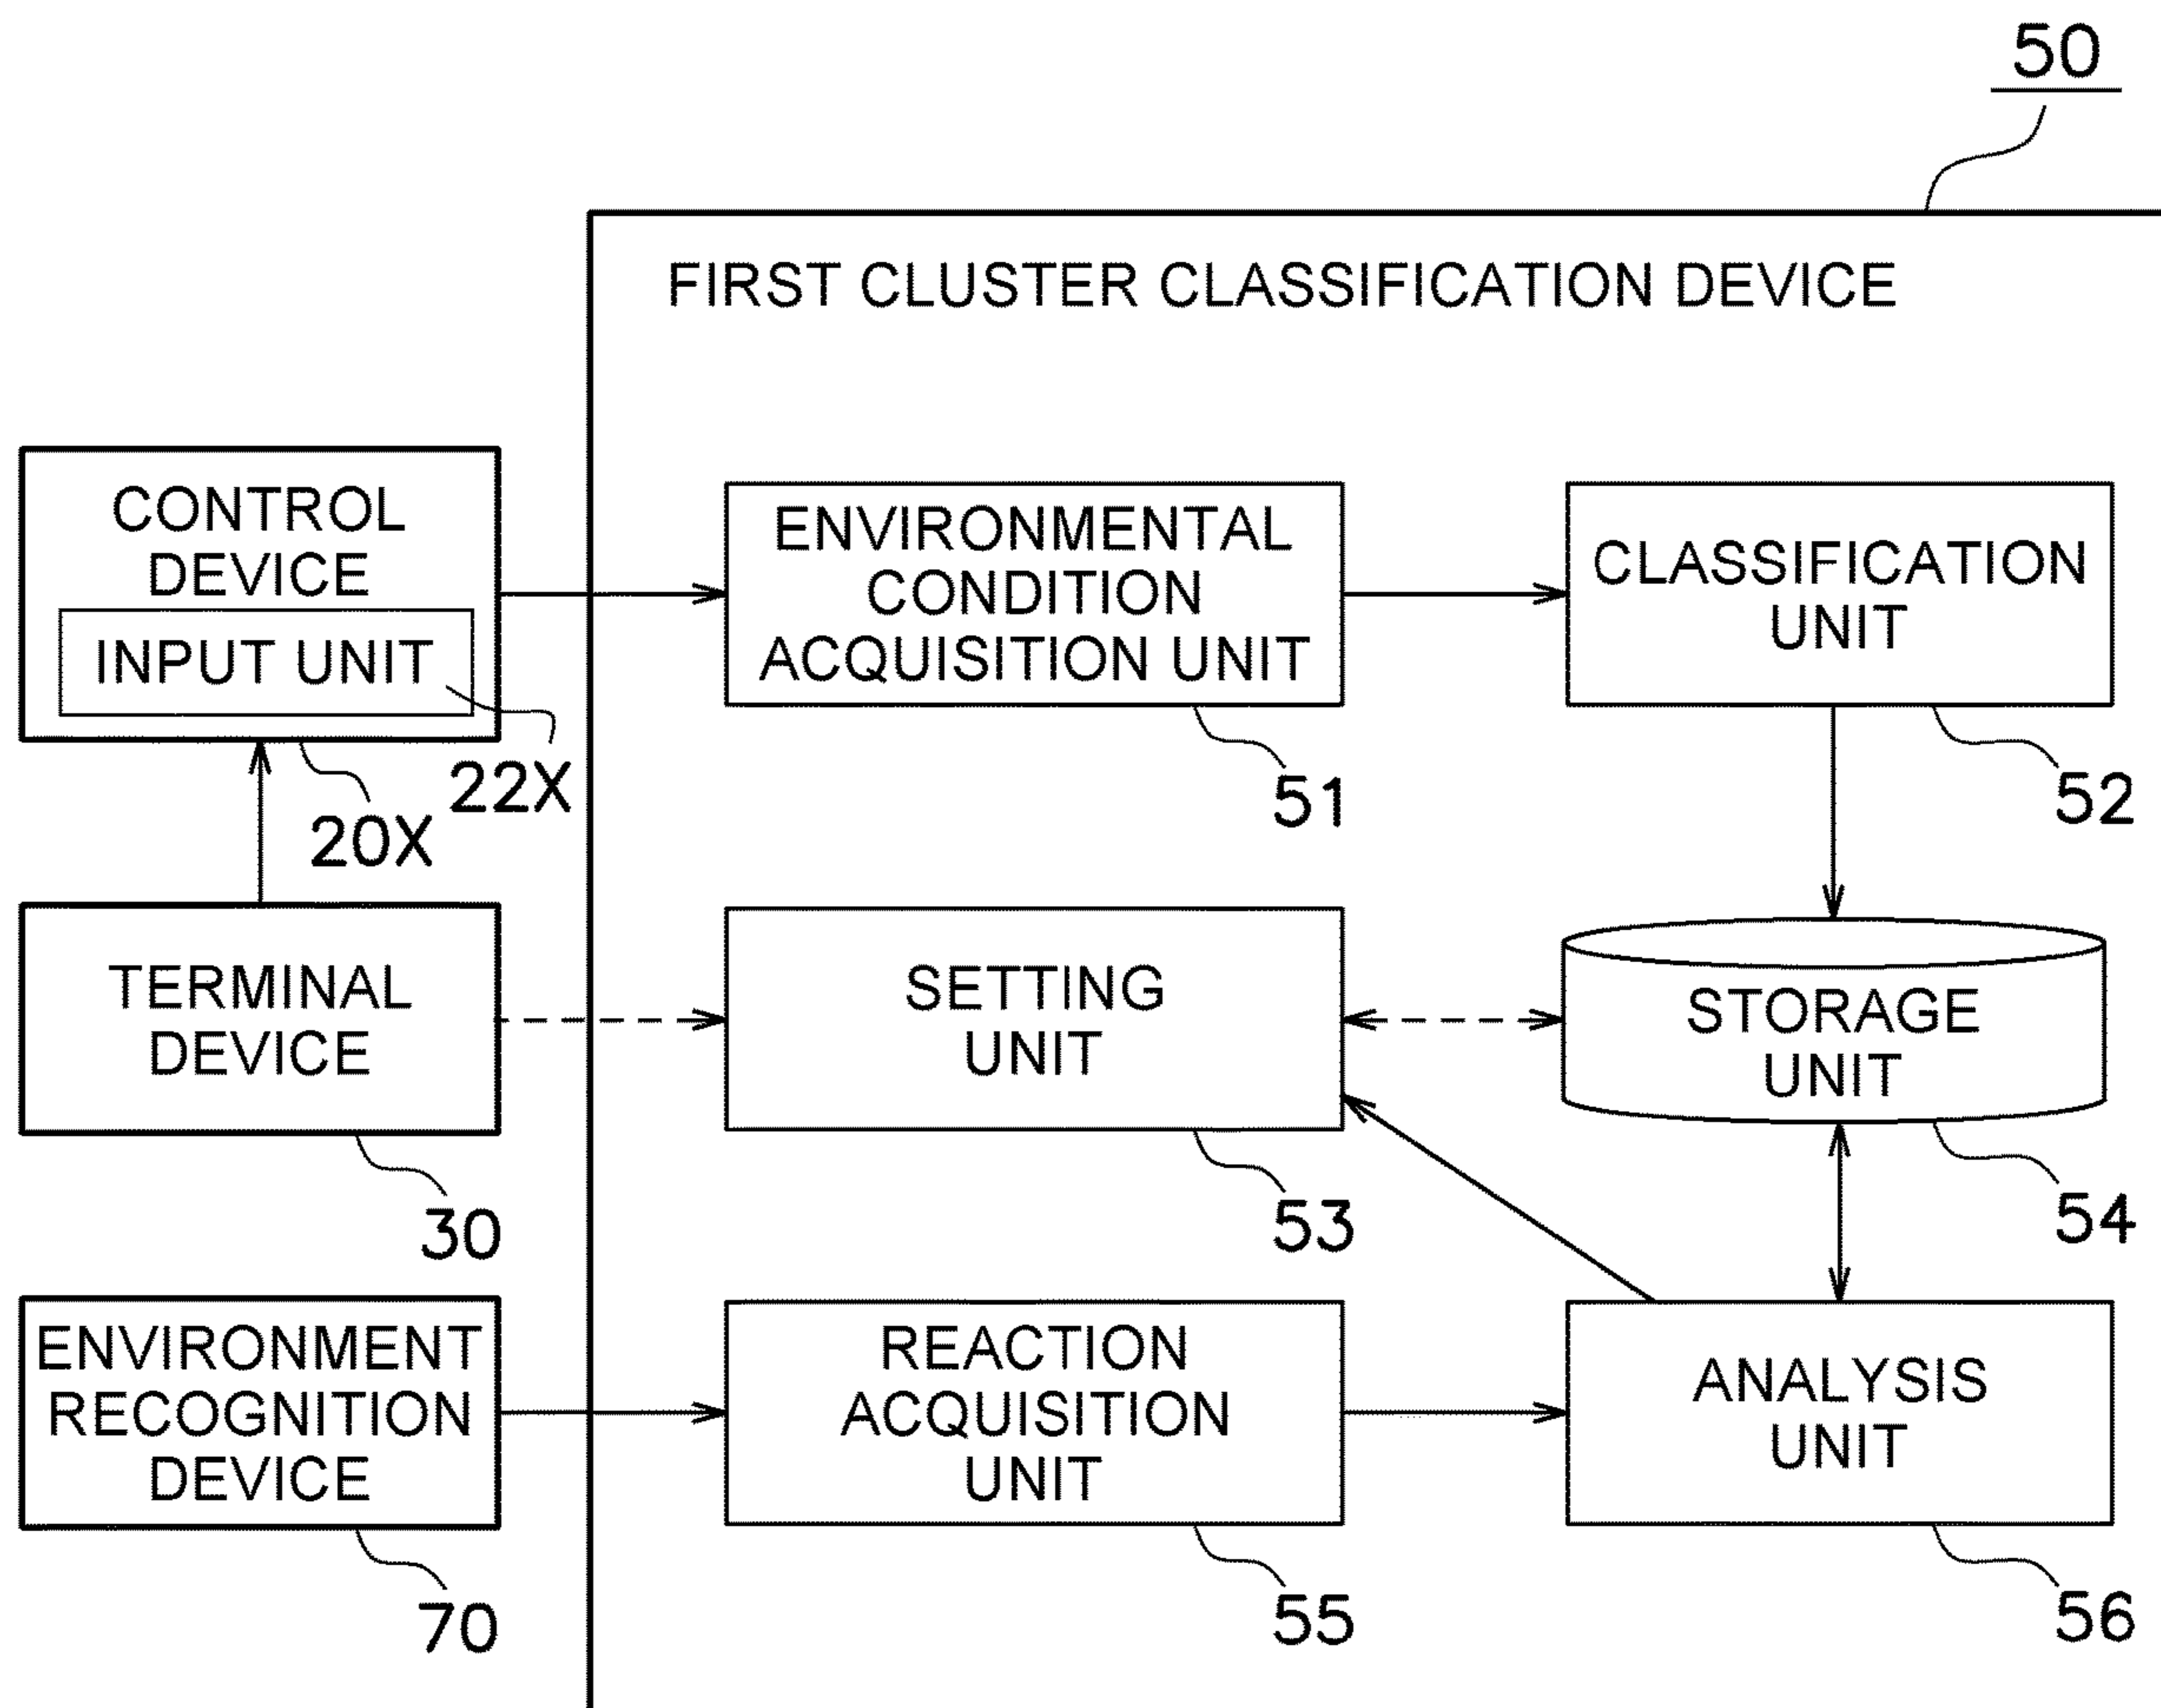 50
FIRST CLUSTER CLASSIFICATION DEVICE
CONTROL
DEVICE
INPUT UNIT
22X
20X
ENVIRONMENTAL
CONDITION
ACQUISITION UNIT
51
CLASSIFICATION
UNIT
52
TERMINAL
DEVICE
30
SETTING
UNIT
53
STORAGE
UNIT
54
ENVIRONMENT
RECOGNITION
DEVICE
70
REACTION
ACQUISITION
UNIT
55
ANALYSIS
UNIT
56